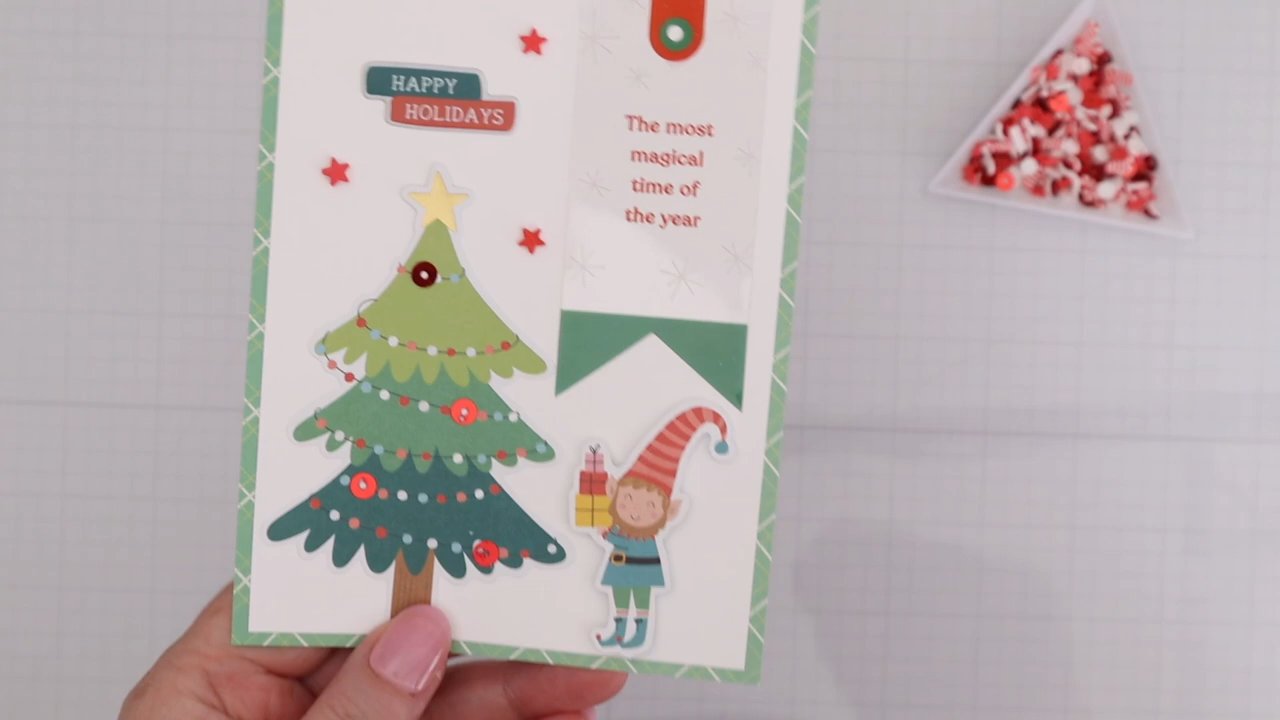 HAPPY
HOLIDAYS
The most
magical
time of
the year